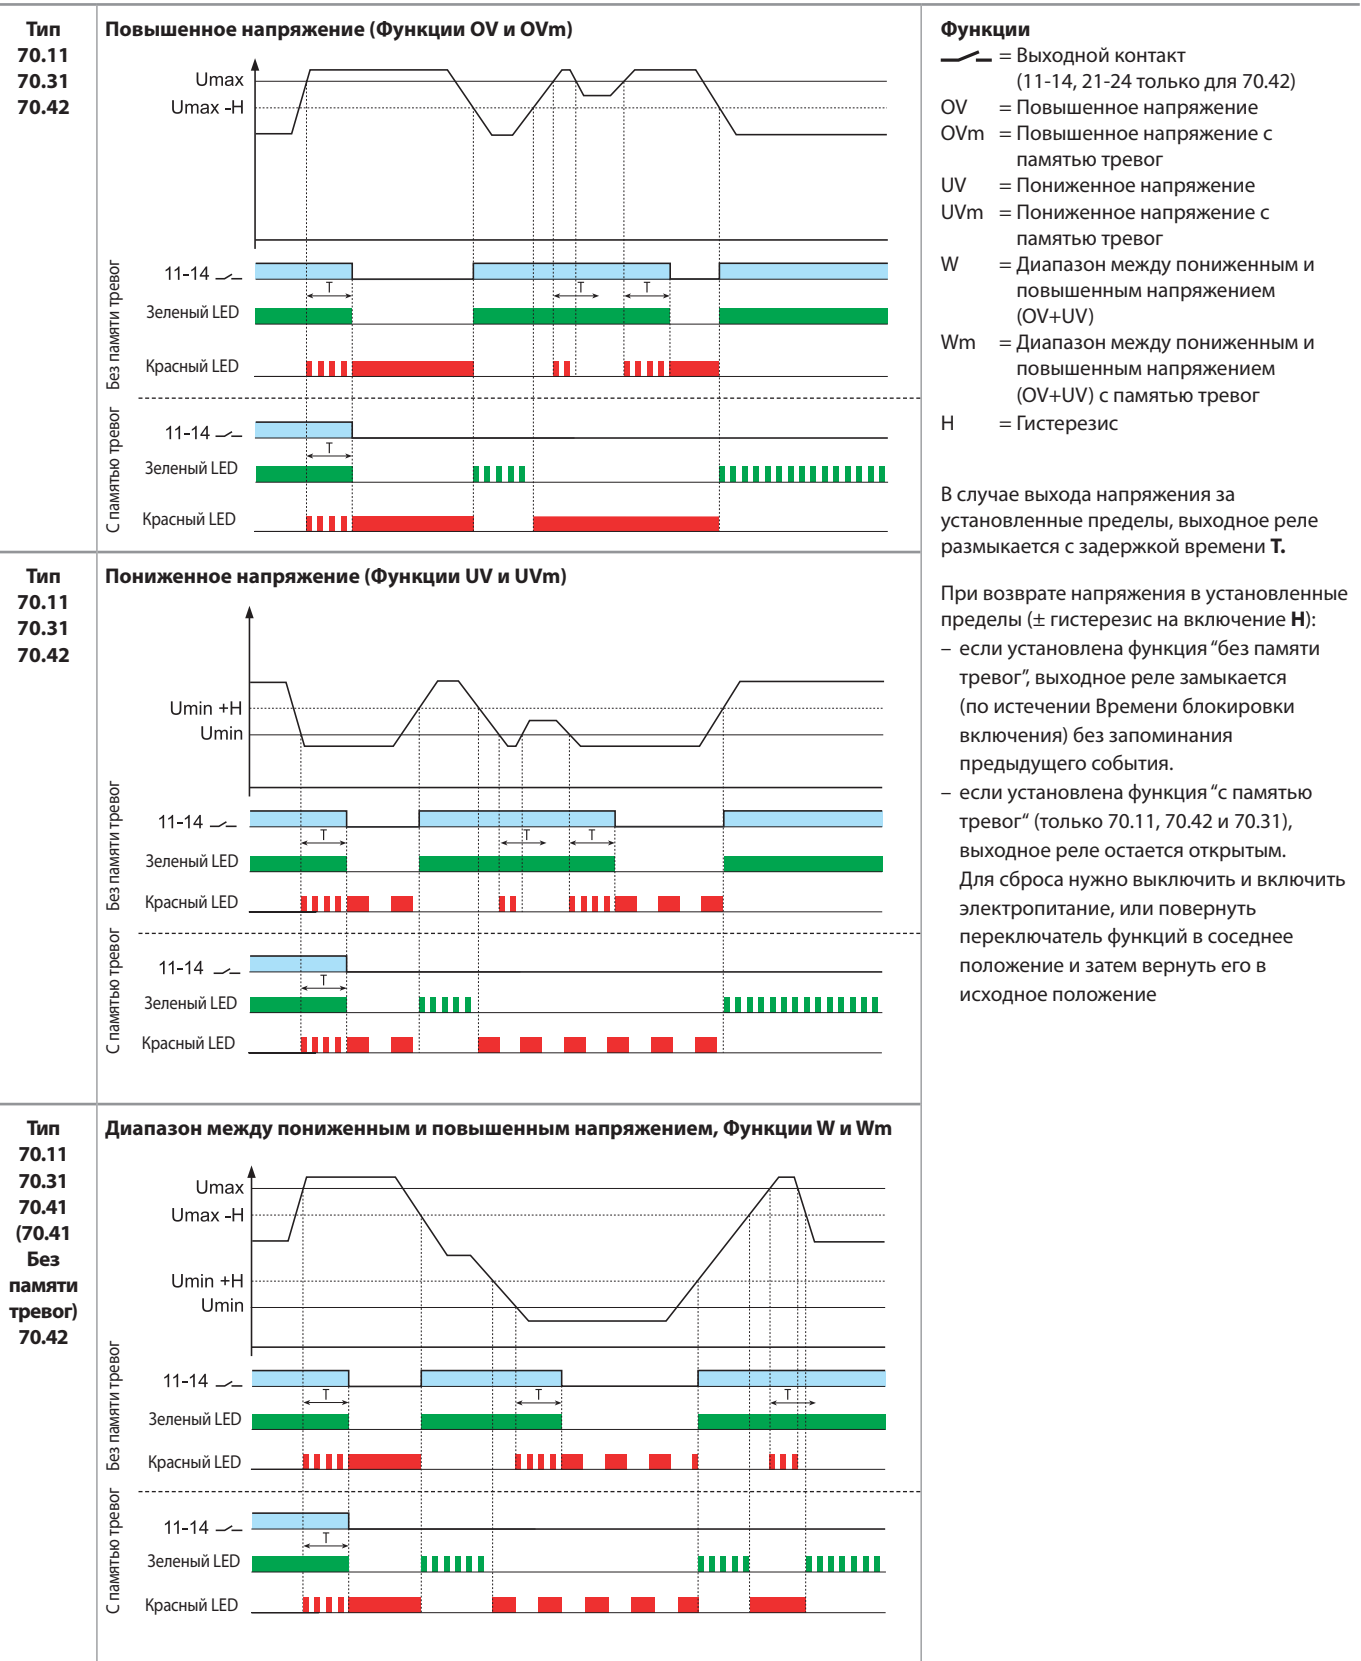 Тип
70.11
70.31
70.42
Повышенное напряжение (Функции OV и OVm)
Umax
Umax -H
Без памяти тревог
11-14
T
T
T
Зеленый LED
Красный LED
С памятью тревог
11-14
T
Зеленый LED
Красный LED
Тип
70.11
70.31
70.42
Пониженное напряжение (Функции UV и UVm)
Umin +H
Umin
Без памяти тревог
11-14
T
T
T
Зеленый LED
Красный LED
С памятью тревог
11-14
T
Зеленый LED
Красный LED
Тип
70.11
70.31
70.41
(70.41
Без
памяти
тревог)
70.42
Диапазон между пониженным и повышенным напряжением, Функции W и Wm
Umax
Umax -H
Umin +H
Umin
Без памяти тревог
11-14
T
T
T
Зеленый LED
Красный LED
С памятью тревог
11-14
T
Зеленый LED
Красный LED
Функции
= Выходной контакт
(11-14, 21-24 только для 70.42)
OV = Повышенное напряжение
OVm = Повышенное напряжение с
памятью тревог
UV = Пониженное напряжение
UVm = Пониженное напряжение с
памятью тревог
W = Диапазон между пониженным и
повышенным напряжением
(OV+UV)
Wm = Диапазон между пониженным и
повышенным напряжением
(OV+UV) с памятью тревог
H = Гистерезис
В случае выхода напряжения за
установленные пределы, выходное реле
размыкается с задержкой времени T.
При возврате напряжения в установленные
пределы (± гистерезис на включение H):
– если установлена функция “без памяти
тревог”, выходное реле замыкается
(по истечении Времени блокировки
включения) без запоминания
предыдущего события.
– если установлена функция “с памятью
тревог“ (только 70.11, 70.42 и 70.31),
выходное реле остается открытым.
Для сброса нужно выключить и включить
электропитание, или повернуть
переключатель функций в соседнее
положение и затем вернуть его в
исходное положение